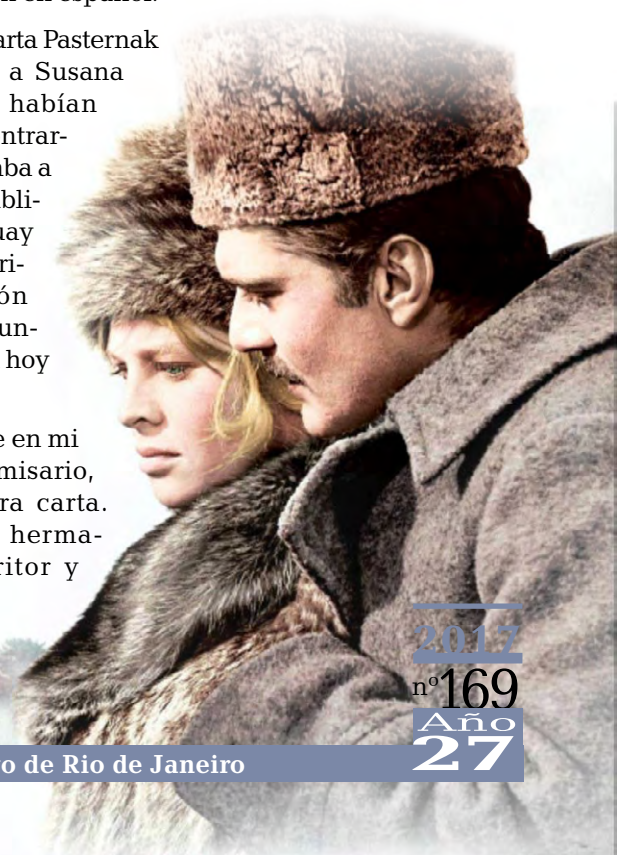 en español.
arta Pasternak
a Susana
habían
ntrar-
ba a
bli-
uay
ri-
ón
un-
hoy
e en mi
misario,
ra carta.
herma-
ritor y
2017
nº169
Año
27
o de Rio de Janeiro